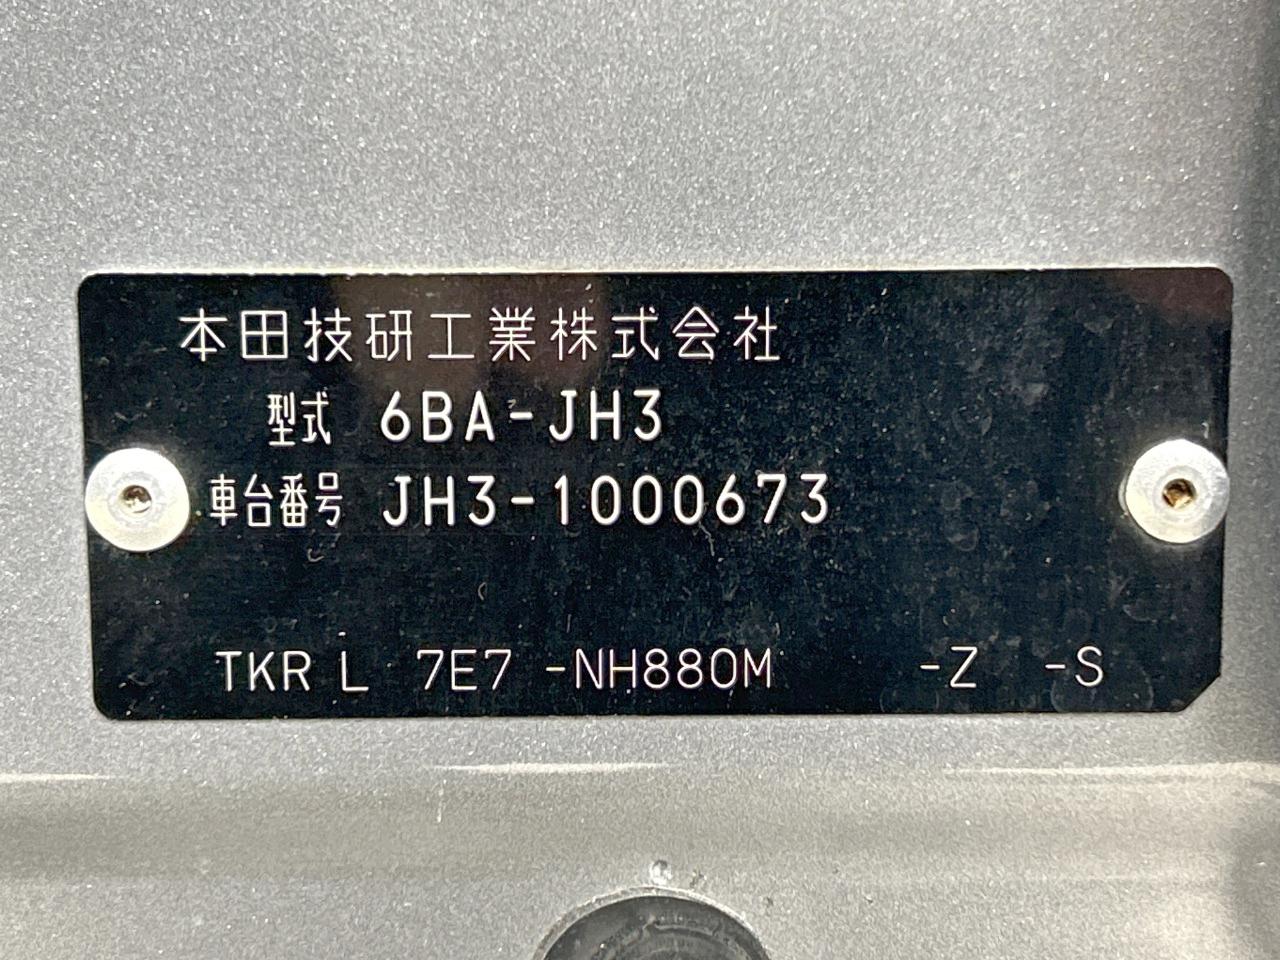 本田技研工業株式会社
型式 6BA-JH3
車台番号 JH3-1000673
TKR L 7E7 -NH880M -Z -S